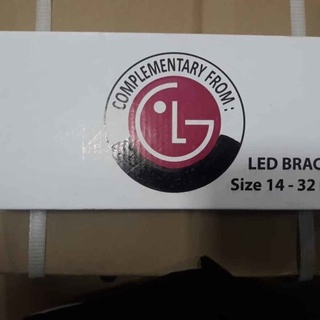 COMPLEMENTARY FROM :
LG
LED BRAC
Size 14 - 32